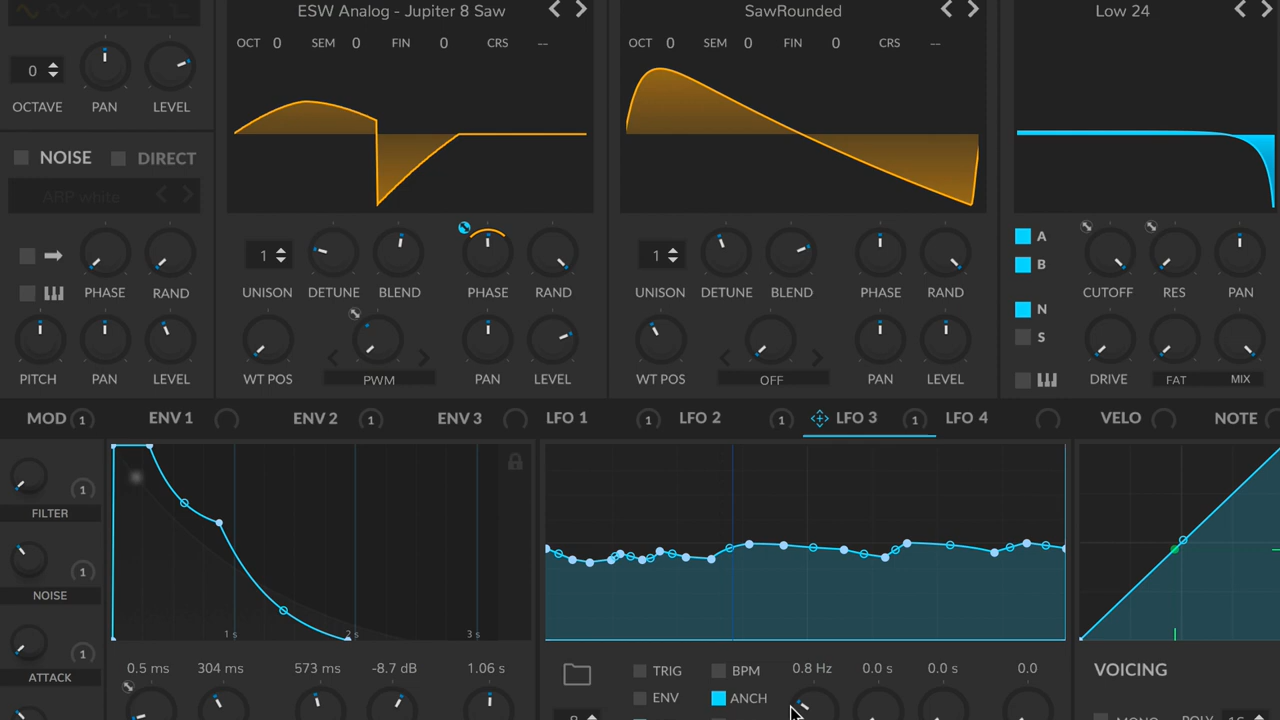 ESW Analog - Jupiter 8 Saw
SawRounded
Low 24
OCT 0 SEM 0 FIN 0 CRS --
OCT 0 SEM 0 FIN 0 CRS --
0
OCTAVE PAN LEVEL
NOISE DIRECT
ARP white
A
B
N
S
1
1
PHASE RAND
UNISON DETUNE BLEND PHASE RAND
UNISON DETUNE BLEND PHASE RAND
CUTOFF RES PAN
PITCH PAN LEVEL
WT POS PWM PAN LEVEL
WT POS OFF PAN LEVEL
DRIVE FAT MIX
MOD 1 ENV 1 ENV 2 1 ENV 3 LFO 1 1 LFO 2 1 LFO 3 1 LFO 4 VELO NOTE
1
FILTER
1
NOISE
1
ATTACK
1 s 2 s 3 s
0.5 ms 304 ms 573 ms -8.7 dB 1.06 s
TRIG BPM 0.8 Hz 0.0 s 0.0 s 0.0
ENV ANCH
VOICING